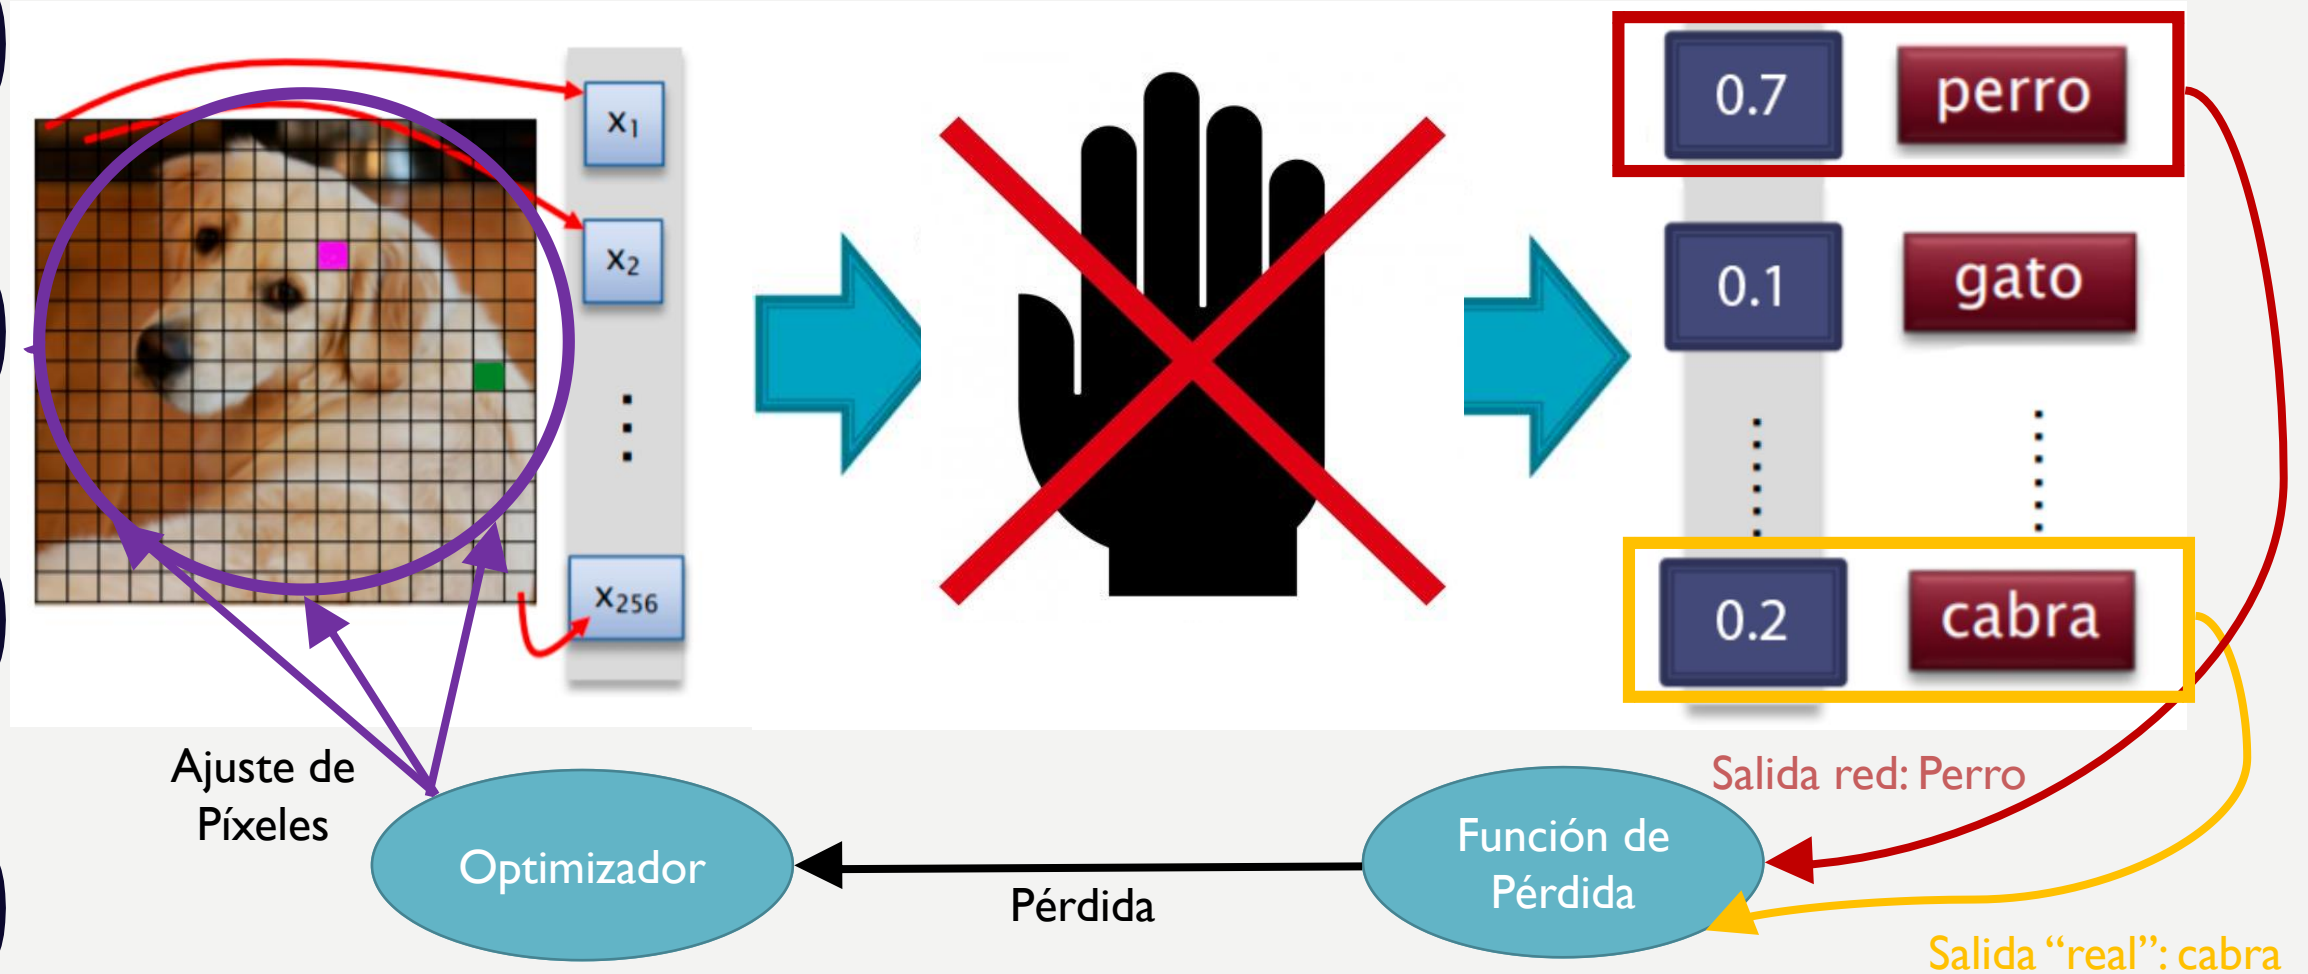 x1
x2
x256
0.7 perro
0.1 gato
0.2 cabra
Ajuste de
Píxeles
Optimizador
Pérdida
Función de
Pérdida
Salida red: Perro
Salida “real”: cabra